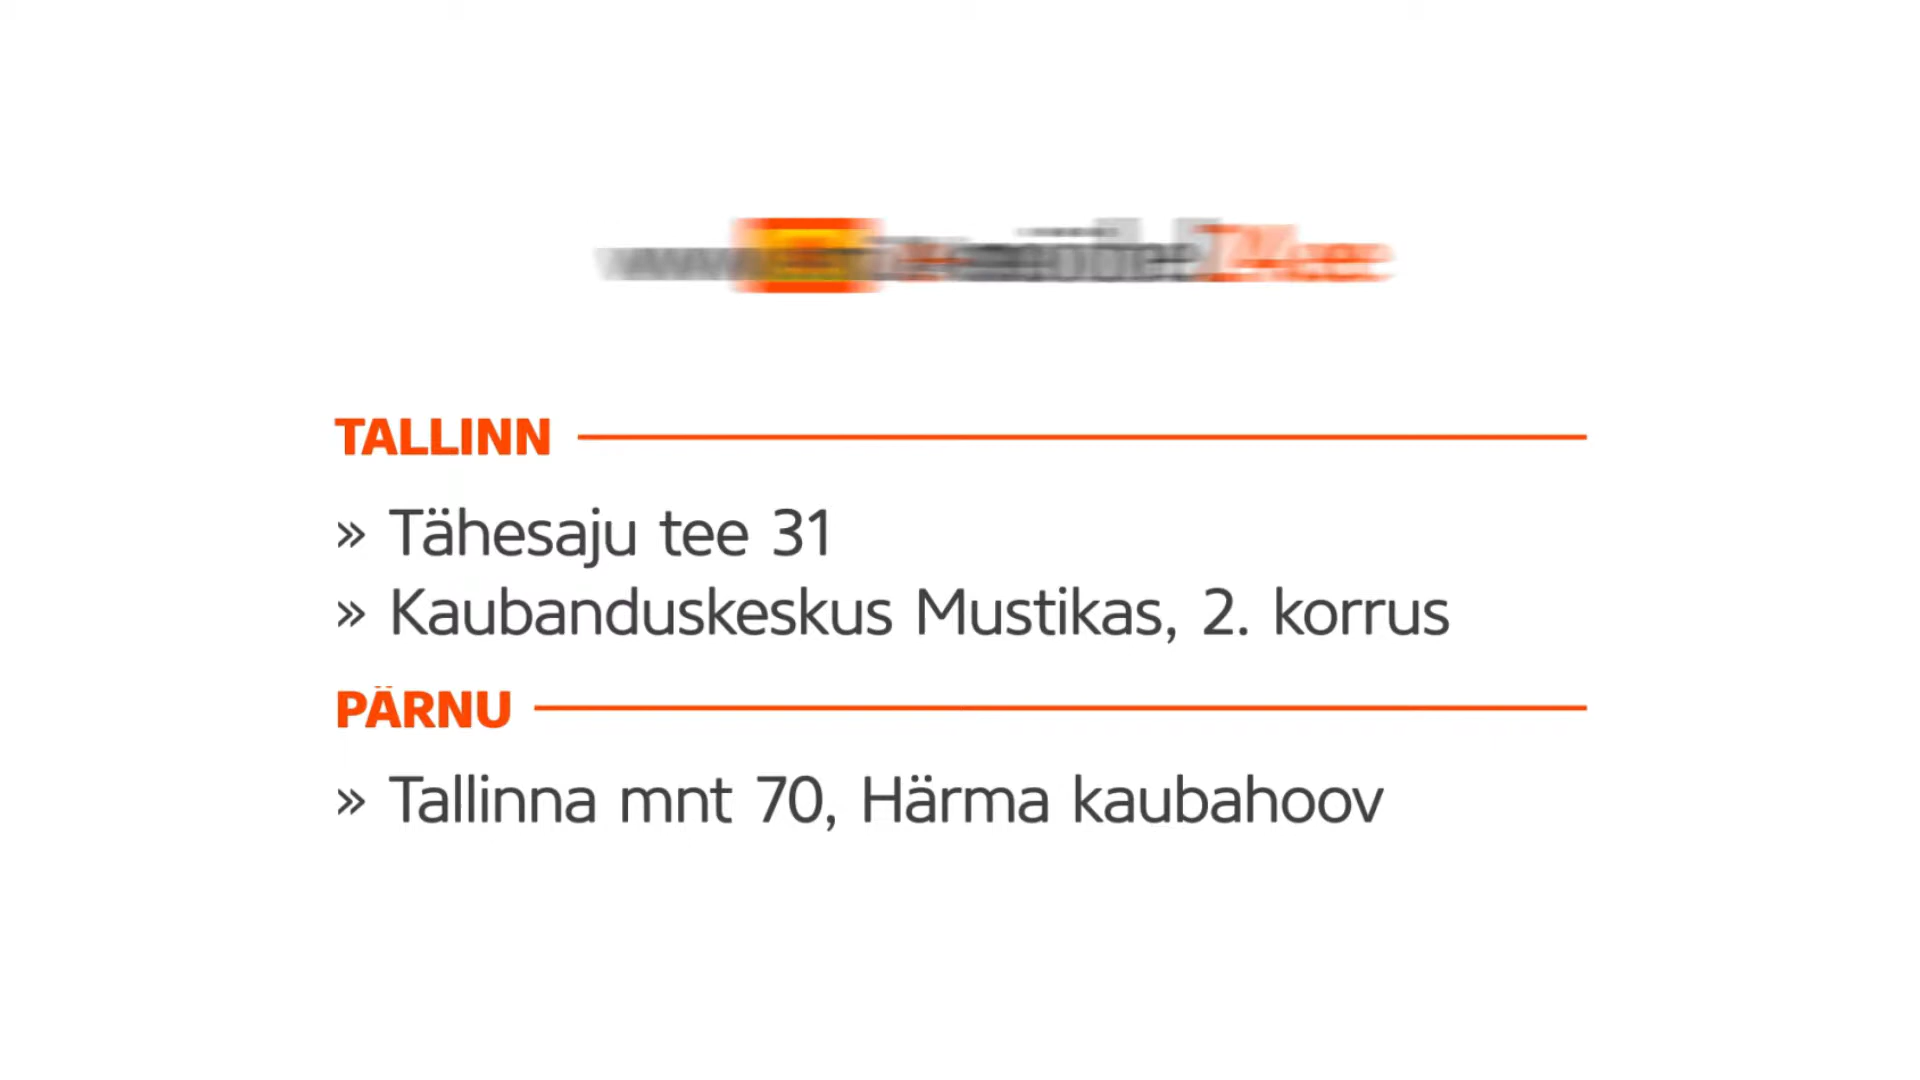 TALLINN
» Tähesaju tee 31
» Kaubanduskeskus Mustikas, 2. korrus
PÄRNU
» Tallinna mnt 70, Härma kaubahoov